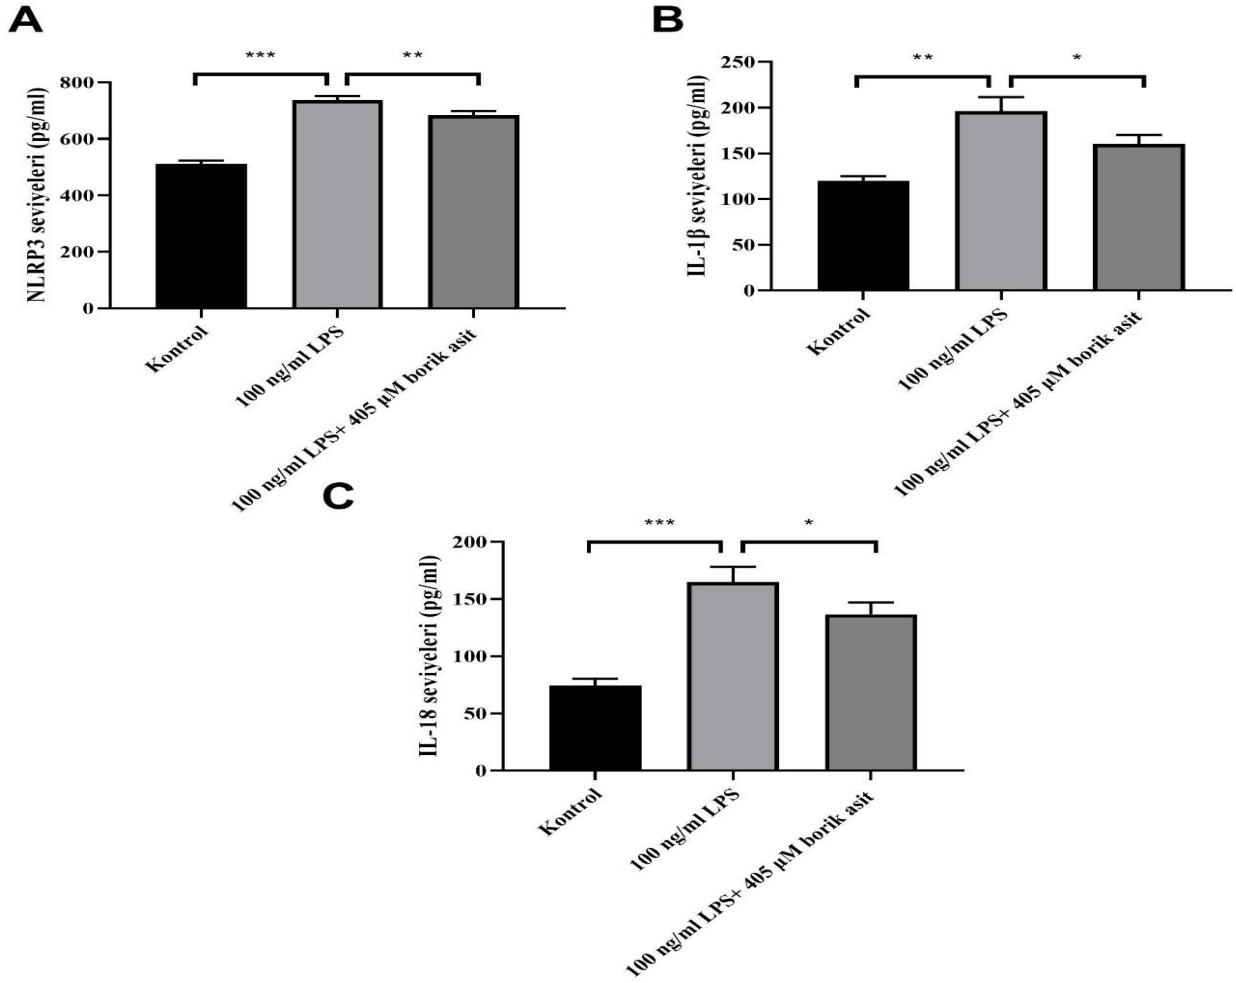 A
***
**
NLRP3 seviyeleri (pg/ml)
800
600
400
200
0
Kontrol
100 ng/ml LPS
100 ng/ml LPS+ 405 µM borik asit
B
**
*
IL-1β seviyeleri (pg/ml)
250
200
150
100
50
0
Kontrol
100 ng/ml LPS
100 ng/ml LPS+ 405 µM borik asit
C
***
*
IL-18 seviyeleri (pg/ml)
200
150
100
50
0
Kontrol
100 ng/ml LPS
100 ng/ml LPS+ 405 µM borik asit